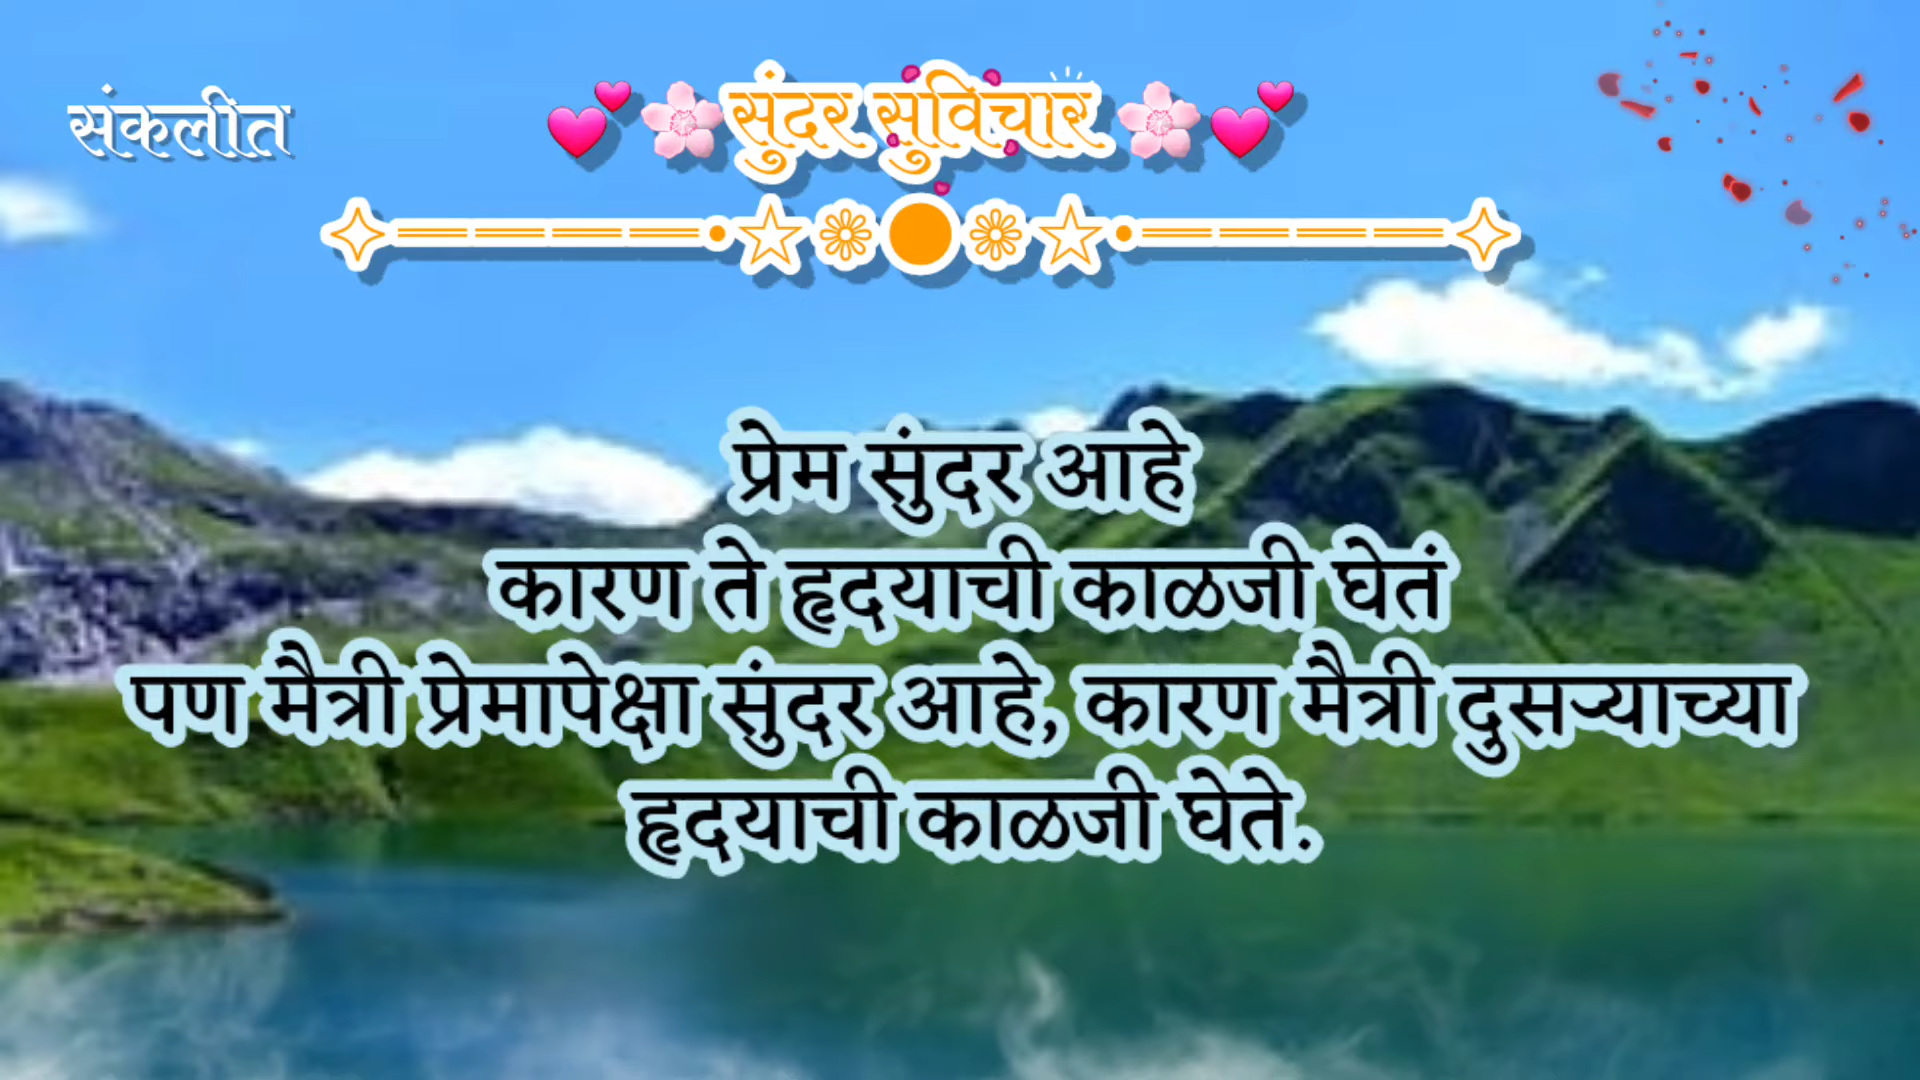 संकलीत
💕🌸सुंदर सुविचार🌸💕
✧════•☆❁⬤❁☆•════✧
प्रेम सुंदर आहे
कारण ते हृदयाची काळजी घेतं
पण मैत्री प्रेमापेक्षा सुंदर आहे, कारण मैत्री दुसऱ्याच्या
हृदयाची काळजी घेते.